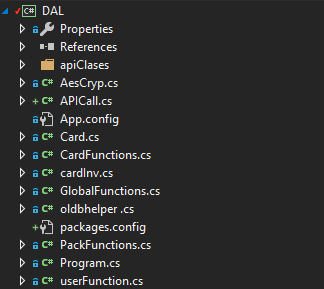 C# DAL
Properties
References
apiClases
C# AesCryp.cs
C# APICall.cs
App.config
C# Card.cs
C# CardFunctions.cs
C# cardInv.cs
C# GlobalFunctions.cs
C# oldbhelper .cs
packages.config
C# PackFunctions.cs
C# Program.cs
C# userFunction.cs